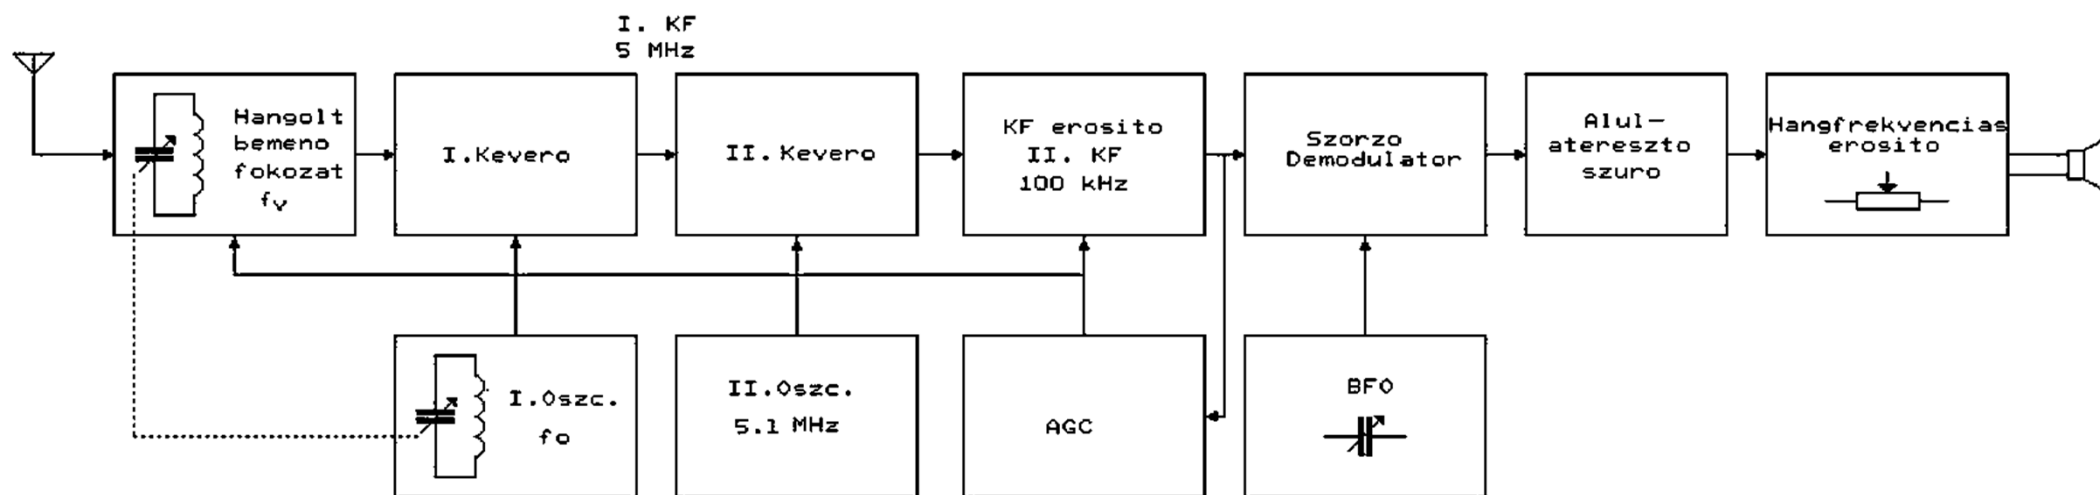 I. KF
5 MHz
Hangolt
bemeno
fokozat
fv
I.Kevero
II.Kevero
KF erosito
II. KF
100 kHz
Szorzo
Demodulator
Alul-
atereszto
szuro
Hangfrekvencias
erosito
I.Oszc.
fo
II.Oszc.
5.1 MHz
AGC
BFO